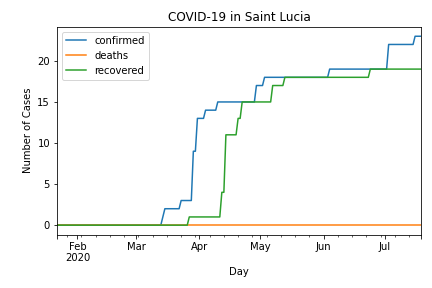 COVID-19 in Saint Lucia
confirmed
deaths
recovered
Number of Cases
20
15
10
5
0
Feb Mar Apr May Jun Jul
2020
Day